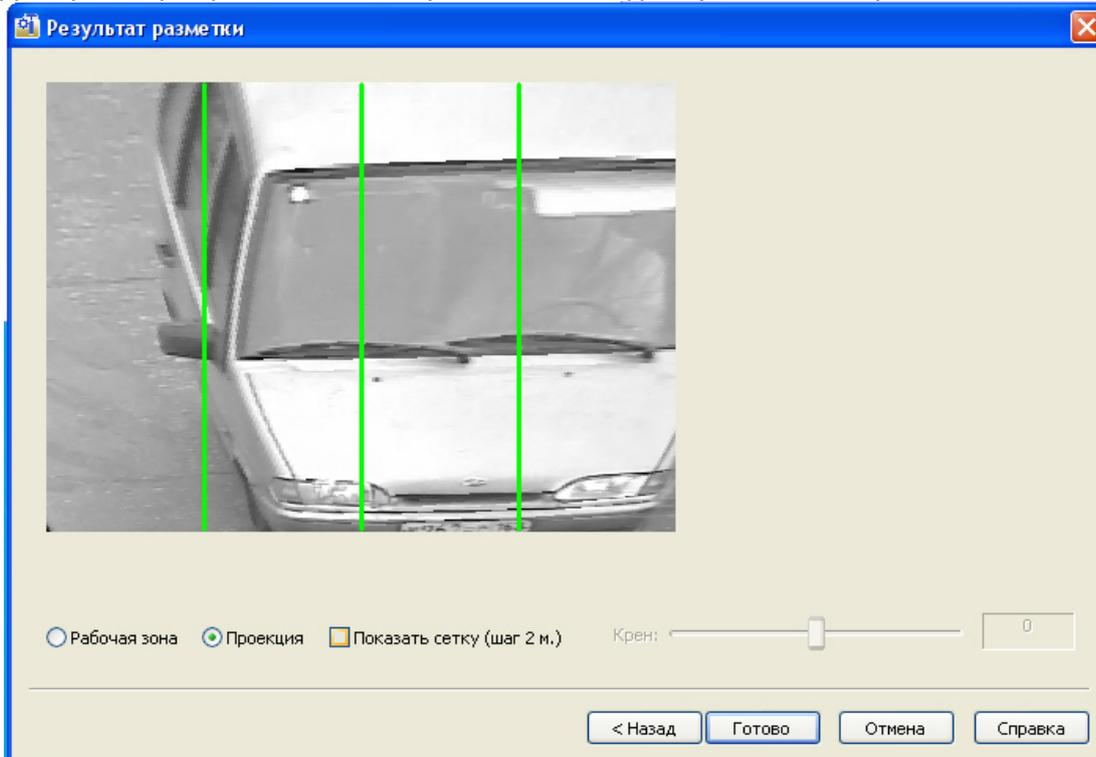 Результат разметки
Рабочая зона Проекция Показать сетку (шаг 2 м.) Крен: 0
< Назад Готово Отмена Справка